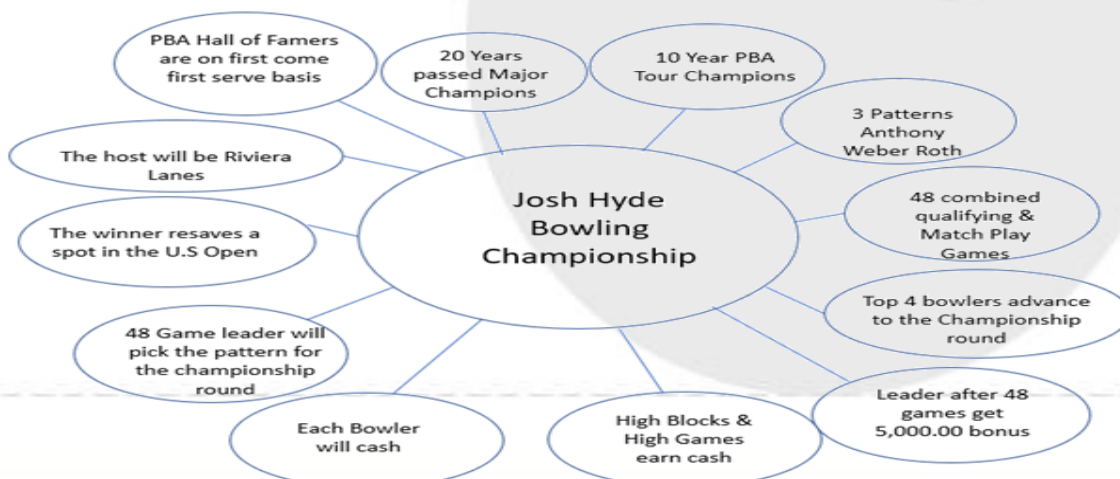 PBA Hall of Famers
are on first come
first serve basis
20 Years
passed Major
Champions
10 Year PBA
Tour Champions
3 Patterns
Anthony
Weber Roth
The host will be Riviera
Lanes
Josh Hyde
Bowling
Championship
48 combined
qualifying &
Match Play
Games
The winner resaves a
spot in the U.S Open
Top 4 bowlers advance
to the Championship
round
48 Game leader will
pick the pattern for
the championship
round
Leader after 48
games get
5,000.00 bonus
Each Bowler
will cash
High Blocks &
High Games
earn cash